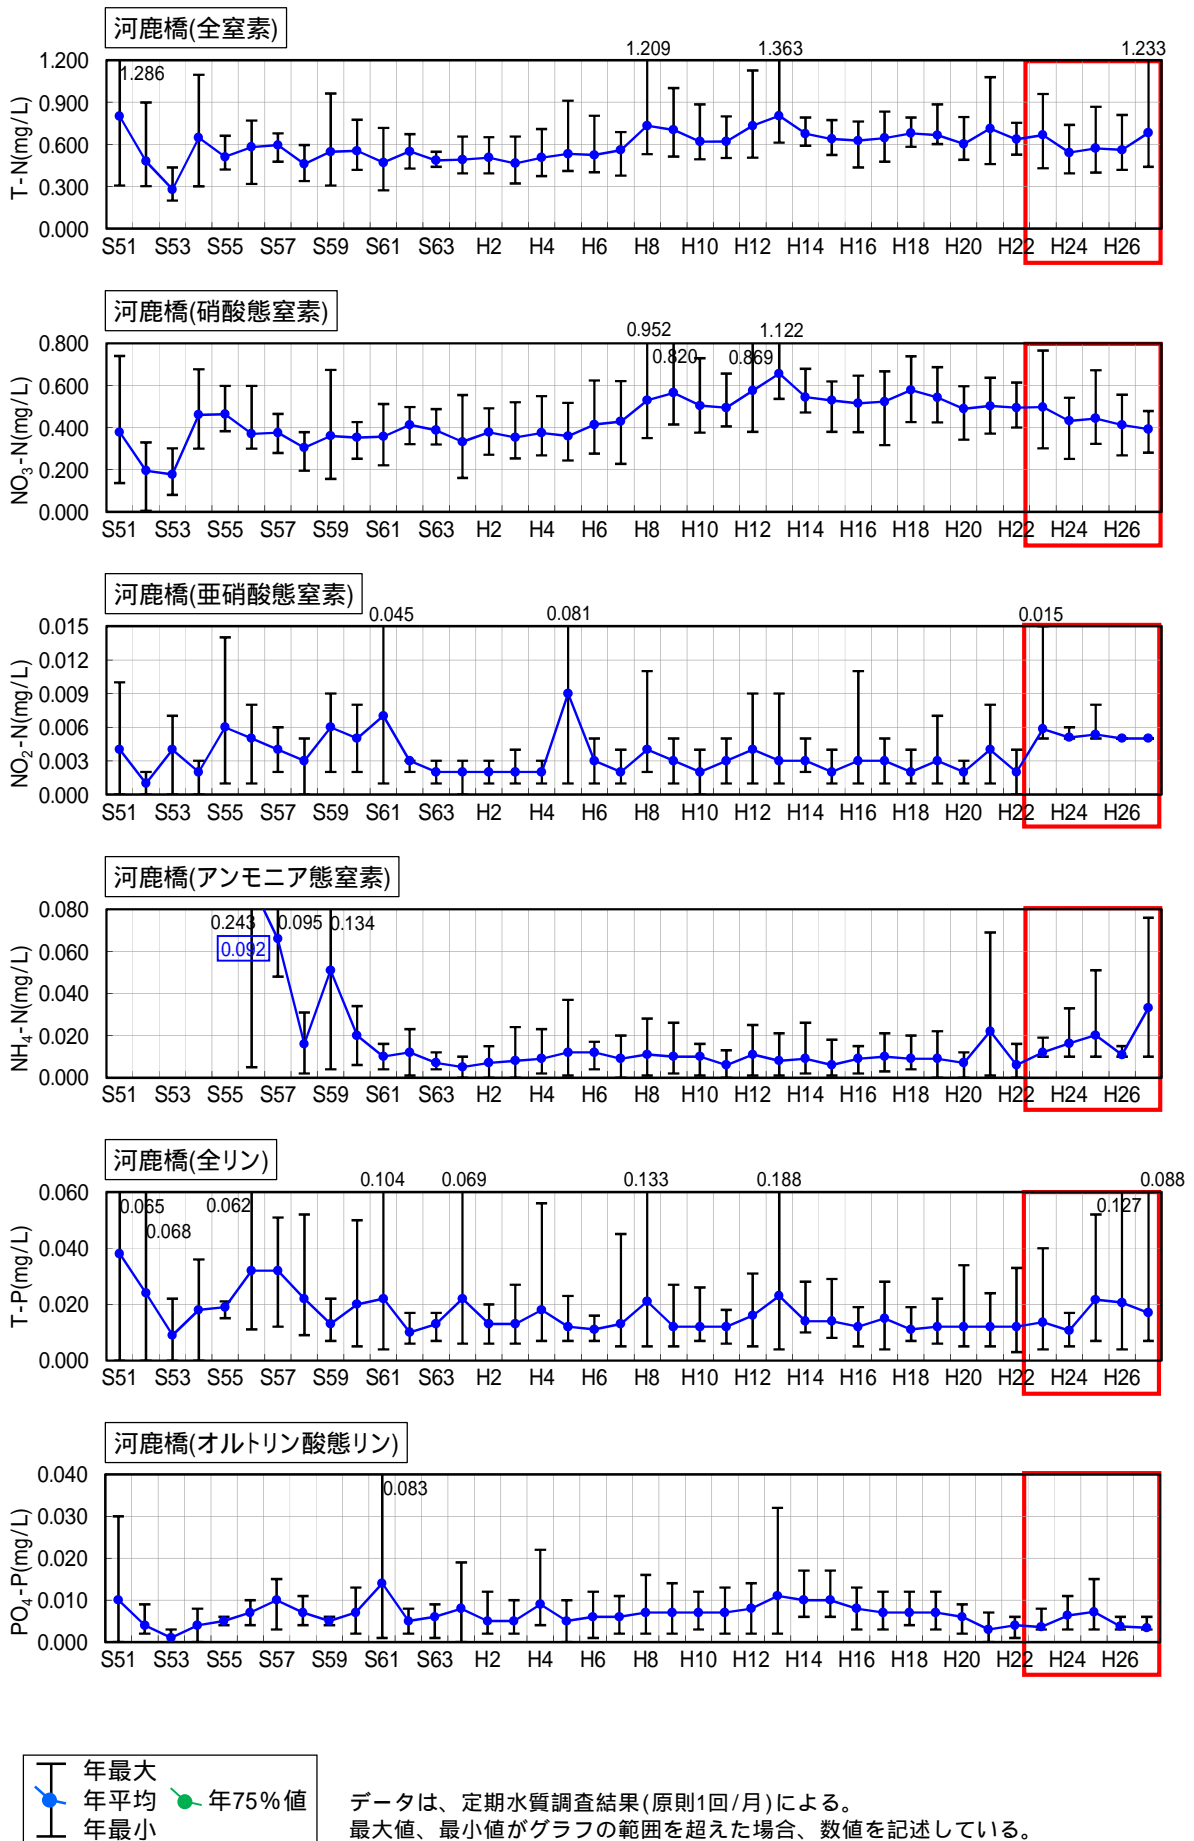 河鹿橋(全窒素)
1.209 1.363 1.233
1.286
T-N(mg/L)
1.200
0.900
0.600
0.300
0.000
S51 S53 S55 S57 S59 S61 S63 H2 H4 H6 H8 H10 H12 H14 H16 H18 H20 H22 H24 H26
河鹿橋(硝酸態窒素)
0.952 1.122
0.820 0.869
NO3-N(mg/L)
0.800
0.600
0.400
0.200
0.000
S51 S53 S55 S57 S59 S61 S63 H2 H4 H6 H8 H10 H12 H14 H16 H18 H20 H22 H24 H26
河鹿橋(亜硝酸態窒素)
0.045 0.081 0.015
NO2-N(mg/L)
0.015
0.012
0.009
0.006
0.003
0.000
S51 S53 S55 S57 S59 S61 S63 H2 H4 H6 H8 H10 H12 H14 H16 H18 H20 H22 H24 H26
河鹿橋(アンモニア態窒素)
0.243 0.095 0.134
0.092
NH4-N(mg/L)
0.080
0.060
0.040
0.020
0.000
S51 S53 S55 S57 S59 S61 S63 H2 H4 H6 H8 H10 H12 H14 H16 H18 H20 H22 H24 H26
河鹿橋(全リン)
0.104 0.069 0.133 0.188 0.088
0.065 0.062 0.127
0.068
T-P(mg/L)
0.060
0.040
0.020
0.000
S51 S53 S55 S57 S59 S61 S63 H2 H4 H6 H8 H10 H12 H14 H16 H18 H20 H22 H24 H26
河鹿橋(オルトリン酸態リン)
0.083
PO4-P(mg/L)
0.040
0.030
0.020
0.010
0.000
S51 S53 S55 S57 S59 S61 S63 H2 H4 H6 H8 H10 H12 H14 H16 H18 H20 H22 H24 H26
年最大
年平均 年75%値
年最小
データは、定期水質調査結果(原則1回/月)による。
最大値、最小値がグラフの範囲を超えた場合、数値を記述している。